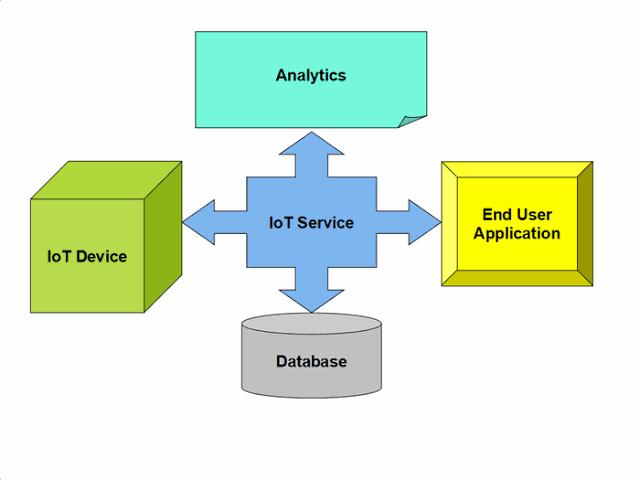 Analytics
IoT Device
IoT Service
End User
Application
Database